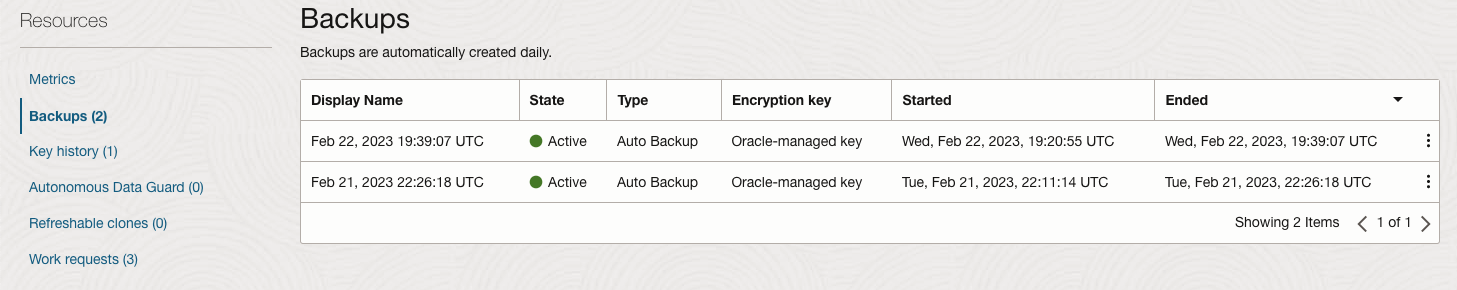 Resources
Metrics
Backups (2)
Key history (1)
Autonomous Data Guard (0)
Refreshable clones (0)
Work requests (3)
Backups
Backups are automatically created daily.
Display Name State Type Encryption key Started Ended
Feb 22, 2023 19:39:07 UTC Active Auto Backup Oracle-managed key Wed, Feb 22, 2023, 19:20:55 UTC Wed, Feb 22, 2023, 19:39:07 UTC
Feb 21, 2023 22:26:18 UTC Active Auto Backup Oracle-managed key Tue, Feb 21, 2023, 22:11:14 UTC Tue, Feb 21, 2023, 22:26:18 UTC
Showing 2 Items 1 of 1